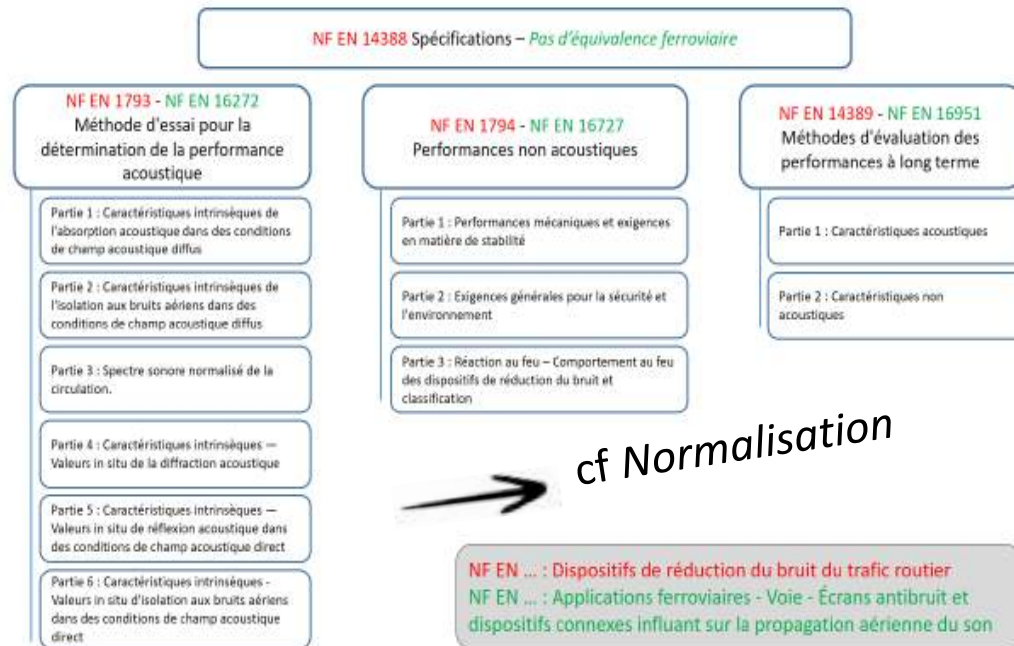 NF EN 14388 Spécifications – Pas d'équivalence ferroviaire
NF EN 1793 - NF EN 16272
Méthode d'essai pour la
détermination de la performance
acoustique
Partie 1 : Caractéristiques intrinsèques de
l'absorption acoustique dans des conditions
de champ acoustique diffus
Partie 2 : Caractéristiques intrinsèques de
l'isolation aux bruits aériens dans des
conditions de champ acoustique diffus
Partie 3 : Spectre sonore normalisé de la
circulation.
Partie 4 : Caractéristiques intrinsèques —
Valeurs in situ de la diffraction acoustique
Partie 5 : Caractéristiques intrinsèques —
Valeurs in situ de réflexion acoustique dans
des conditions de champ acoustique direct
Partie 6 : Caractéristiques intrinsèques -
Valeurs in situ d'isolation aux bruits aériens
dans des conditions de champ acoustique
direct
NF EN 1794 - NF EN 16727
Performances non acoustiques
Partie 1 : Performances mécaniques et exigences
en matière de stabilité
Partie 2 : Exigences générales pour la sécurité et
l'environnement
Partie 3 : Réaction au feu – Comportement au feu
des dispositifs de réduction du bruit et
classification
NF EN 14389 - NF EN 16951
Méthodes d'évaluation des
performances à long terme
Partie 1 : Caractéristiques acoustiques
Partie 2 : Caractéristiques non
acoustiques
cf Normalisation
NF EN ... : Dispositifs de réduction du bruit du trafic routier
NF EN ... : Applications ferroviaires - Voie - Écrans antibruit et
dispositifs connexes influant sur la propagation aérienne du son